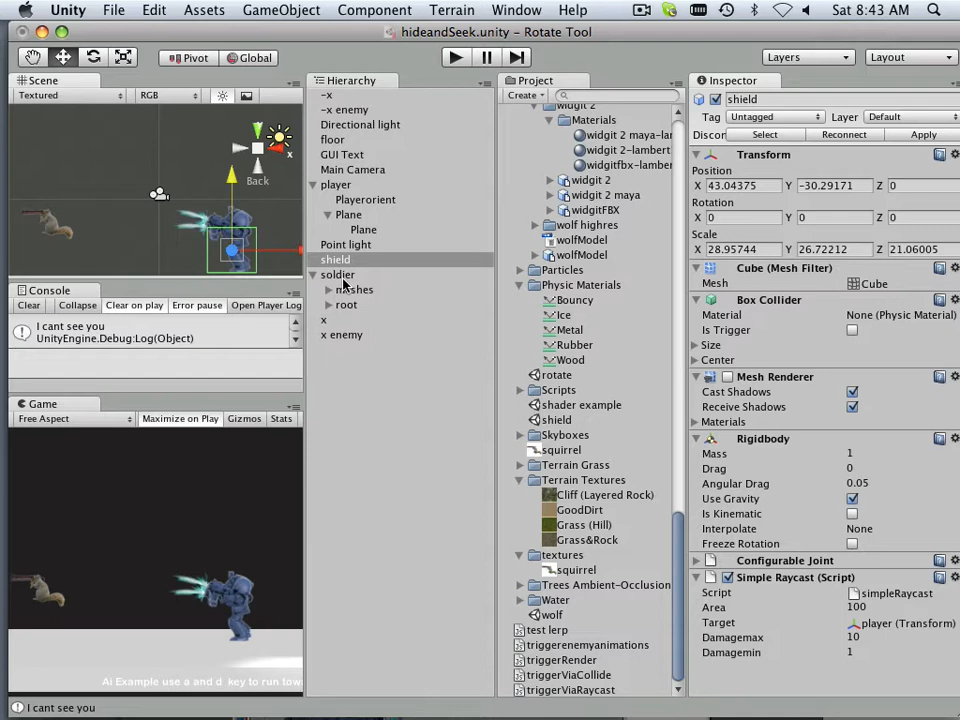 Unity File Edit Assets GameObject Component Terrain Window Help Sat 8:43 AM
hideandSeek.unity - Rotate Tool
Pivot Global Layers Layout
Scene
Textured RGB
Back
x
Console
Clear Collapse Clear on play Error pause Open Player Log
I cant see you
UnityEngine.Debug:Log(Object)
Game
Free Aspect Maximize on Play Gizmos Stats
Ai Example use a and d key to run tow
I cant see you
Hierarchy
-x
-x enemy
Directional light
floor
GUI Text
Main Camera
player
Playerorient
Plane
Plane
Point light
shield
soldier
meshes
root
x
x enemy
Project
Create
widgit 2
Materials
widgit 2 maya-lar
widgit 2-lambert
widgitfbx-lamber
widgit 2
widgit 2 maya
widgitFBX
wolf highres
wolfModel
wolfModel
Particles
Physic Materials
Bouncy
Ice
Metal
Rubber
Wood
rotate
Scripts
shader example
shield
Skyboxes
squirrel
Terrain Grass
Terrain Textures
Cliff (Layered Rock)
GoodDirt
Grass (Hill)
Grass&Rock
textures
squirrel
Trees Ambient-Occlusion
Water
wolf
test lerp
triggerenemyanimations
triggerRender
triggerViaCollide
triggerViaRaycast
Inspector
shield
Tag Untagged Layer Default
Discon Select Reconnect Apply
Transform
Position
X 43.04375 Y -30.29171 Z 0
Rotation
X 0 Y 0 Z 0
Scale
X 28.95744 Y 26.72212 Z 21.06005
Cube (Mesh Filter)
Mesh Cube
Box Collider
Material None (Physic Material)
Is Trigger
Size
Center
Mesh Renderer
Cast Shadows
Receive Shadows
Materials
Rigidbody
Mass 1
Drag 0
Angular Drag 0.05
Use Gravity
Is Kinematic
Interpolate None
Freeze Rotation
Configurable Joint
Simple Raycast (Script)
Script simpleRaycast
Area 100
Target player (Transform)
Damagemax 10
Damagemin 1